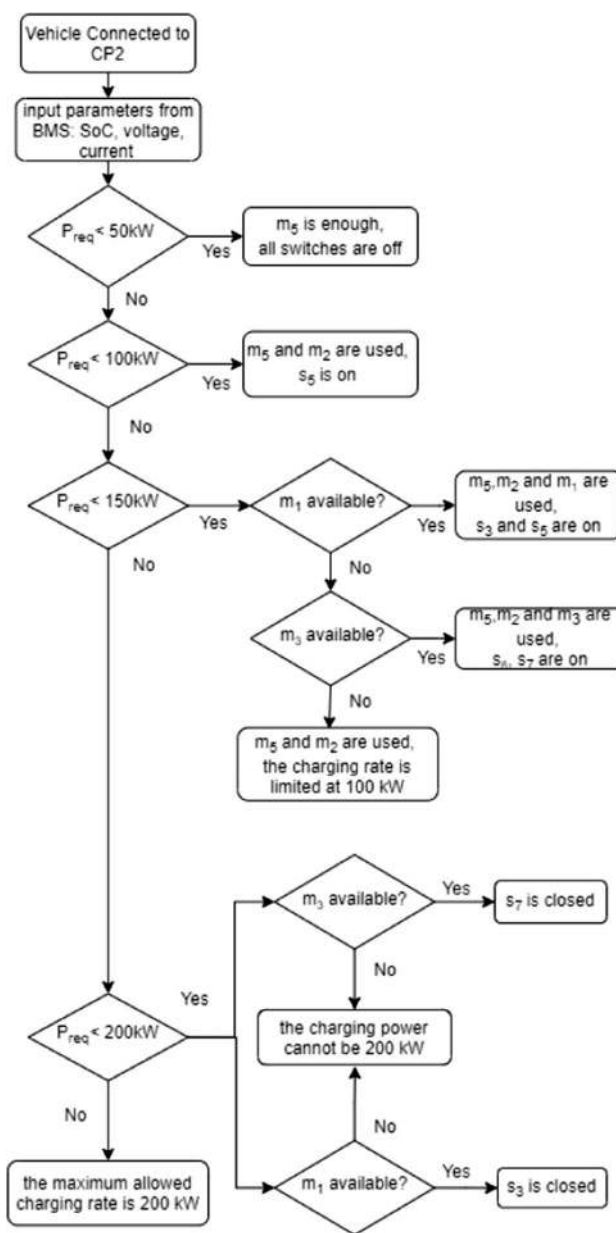 Vehicle Connected to
CP2
input parameters from
BMS: SoC, voltage,
current
P_req < 50kW
Yes
m₅ is enough,
all switches are off
No
P_req < 100kW
Yes
m₅ and m₂ are used,
s₅ is on
No
P_req < 150kW
Yes
m₁ available?
Yes
m₅,m₂ and m₁ are
used,
s₃ and s₅ are on
No
No
m₃ available?
Yes
m₅,m₂ and m₃ are
used,
s₆, s₇ are on
No
m₅ and m₂ are used,
the charging rate is
limited at 100 kW
m₃ available?
Yes
s₇ is closed
No
Yes
P_req < 200kW
the charging power
cannot be 200 kW
No
No
the maximum allowed
charging rate is 200 kW
m₁ available?
Yes
s₃ is closed